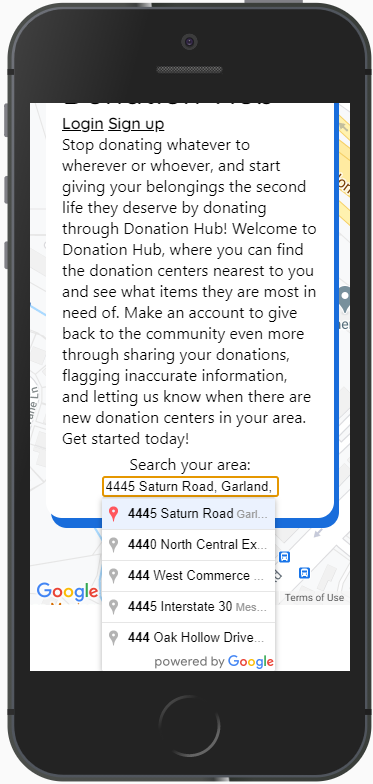 Donation Hub
Login Sign up
Stop donating whatever to
wherever or whoever, and start
giving your belongings the second
life they deserve by donating
through Donation Hub! Welcome to
Donation Hub, where you can find
the donation centers nearest to you
and see what items they are most in
need of. Make an account to give
back to the community even more
through sharing your donations,
flagging inaccurate information,
and letting us know when there are
new donation centers in your area.
Get started today!
Search your area:
4445 Saturn Road, Garland,
4445 Saturn Road Garl...
4440 North Central Ex...
444 West Commerce ...
4445 Interstate 30 Mes...
444 Oak Hollow Drive...
powered by Google
Google
Terms of Use